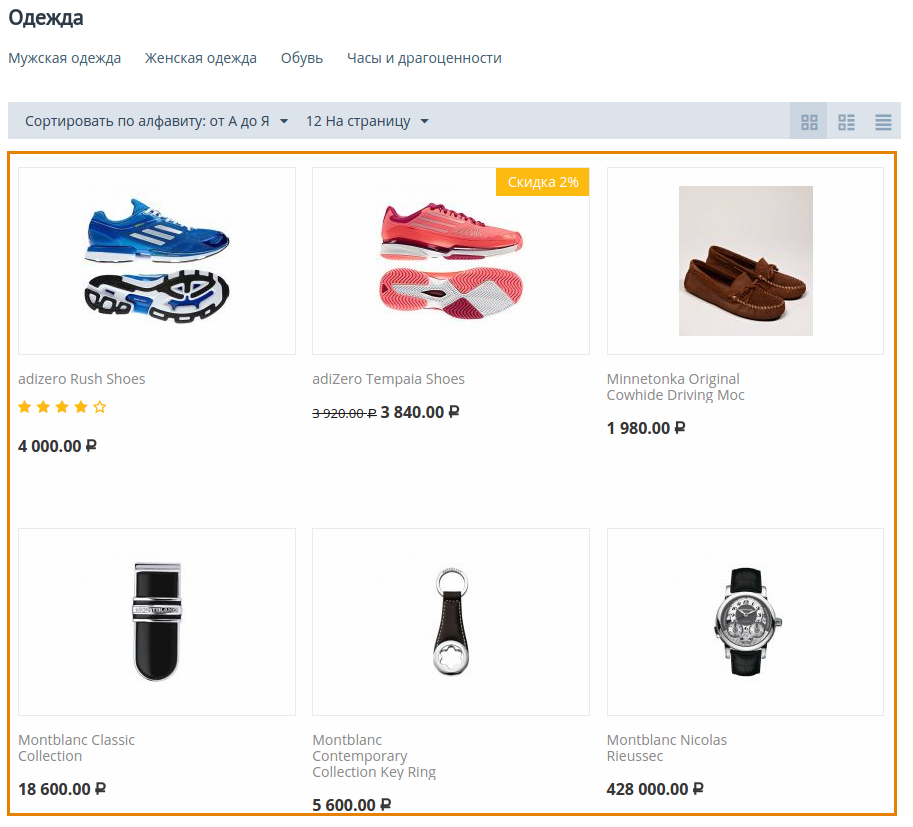 Одежда
Мужская одежда Женская одежда Обувь Часы и драгоценности
Сортировать по алфавиту: от А до Я 12 На страницу
Скидка 2%
adizero Rush Shoes
4 000.00 ₽
adiZero Tempaia Shoes
3 920.00 ₽ 3 840.00 ₽
Minnetonka Original
Cowhide Driving Moc
1 980.00 ₽
MONTBLANC
Montblanc Classic
Collection
18 600.00 ₽
Montblanc
Contemporary
Collection Key Ring
5 600.00 ₽
Montblanc Nicolas
Rieussec
428 000.00 ₽